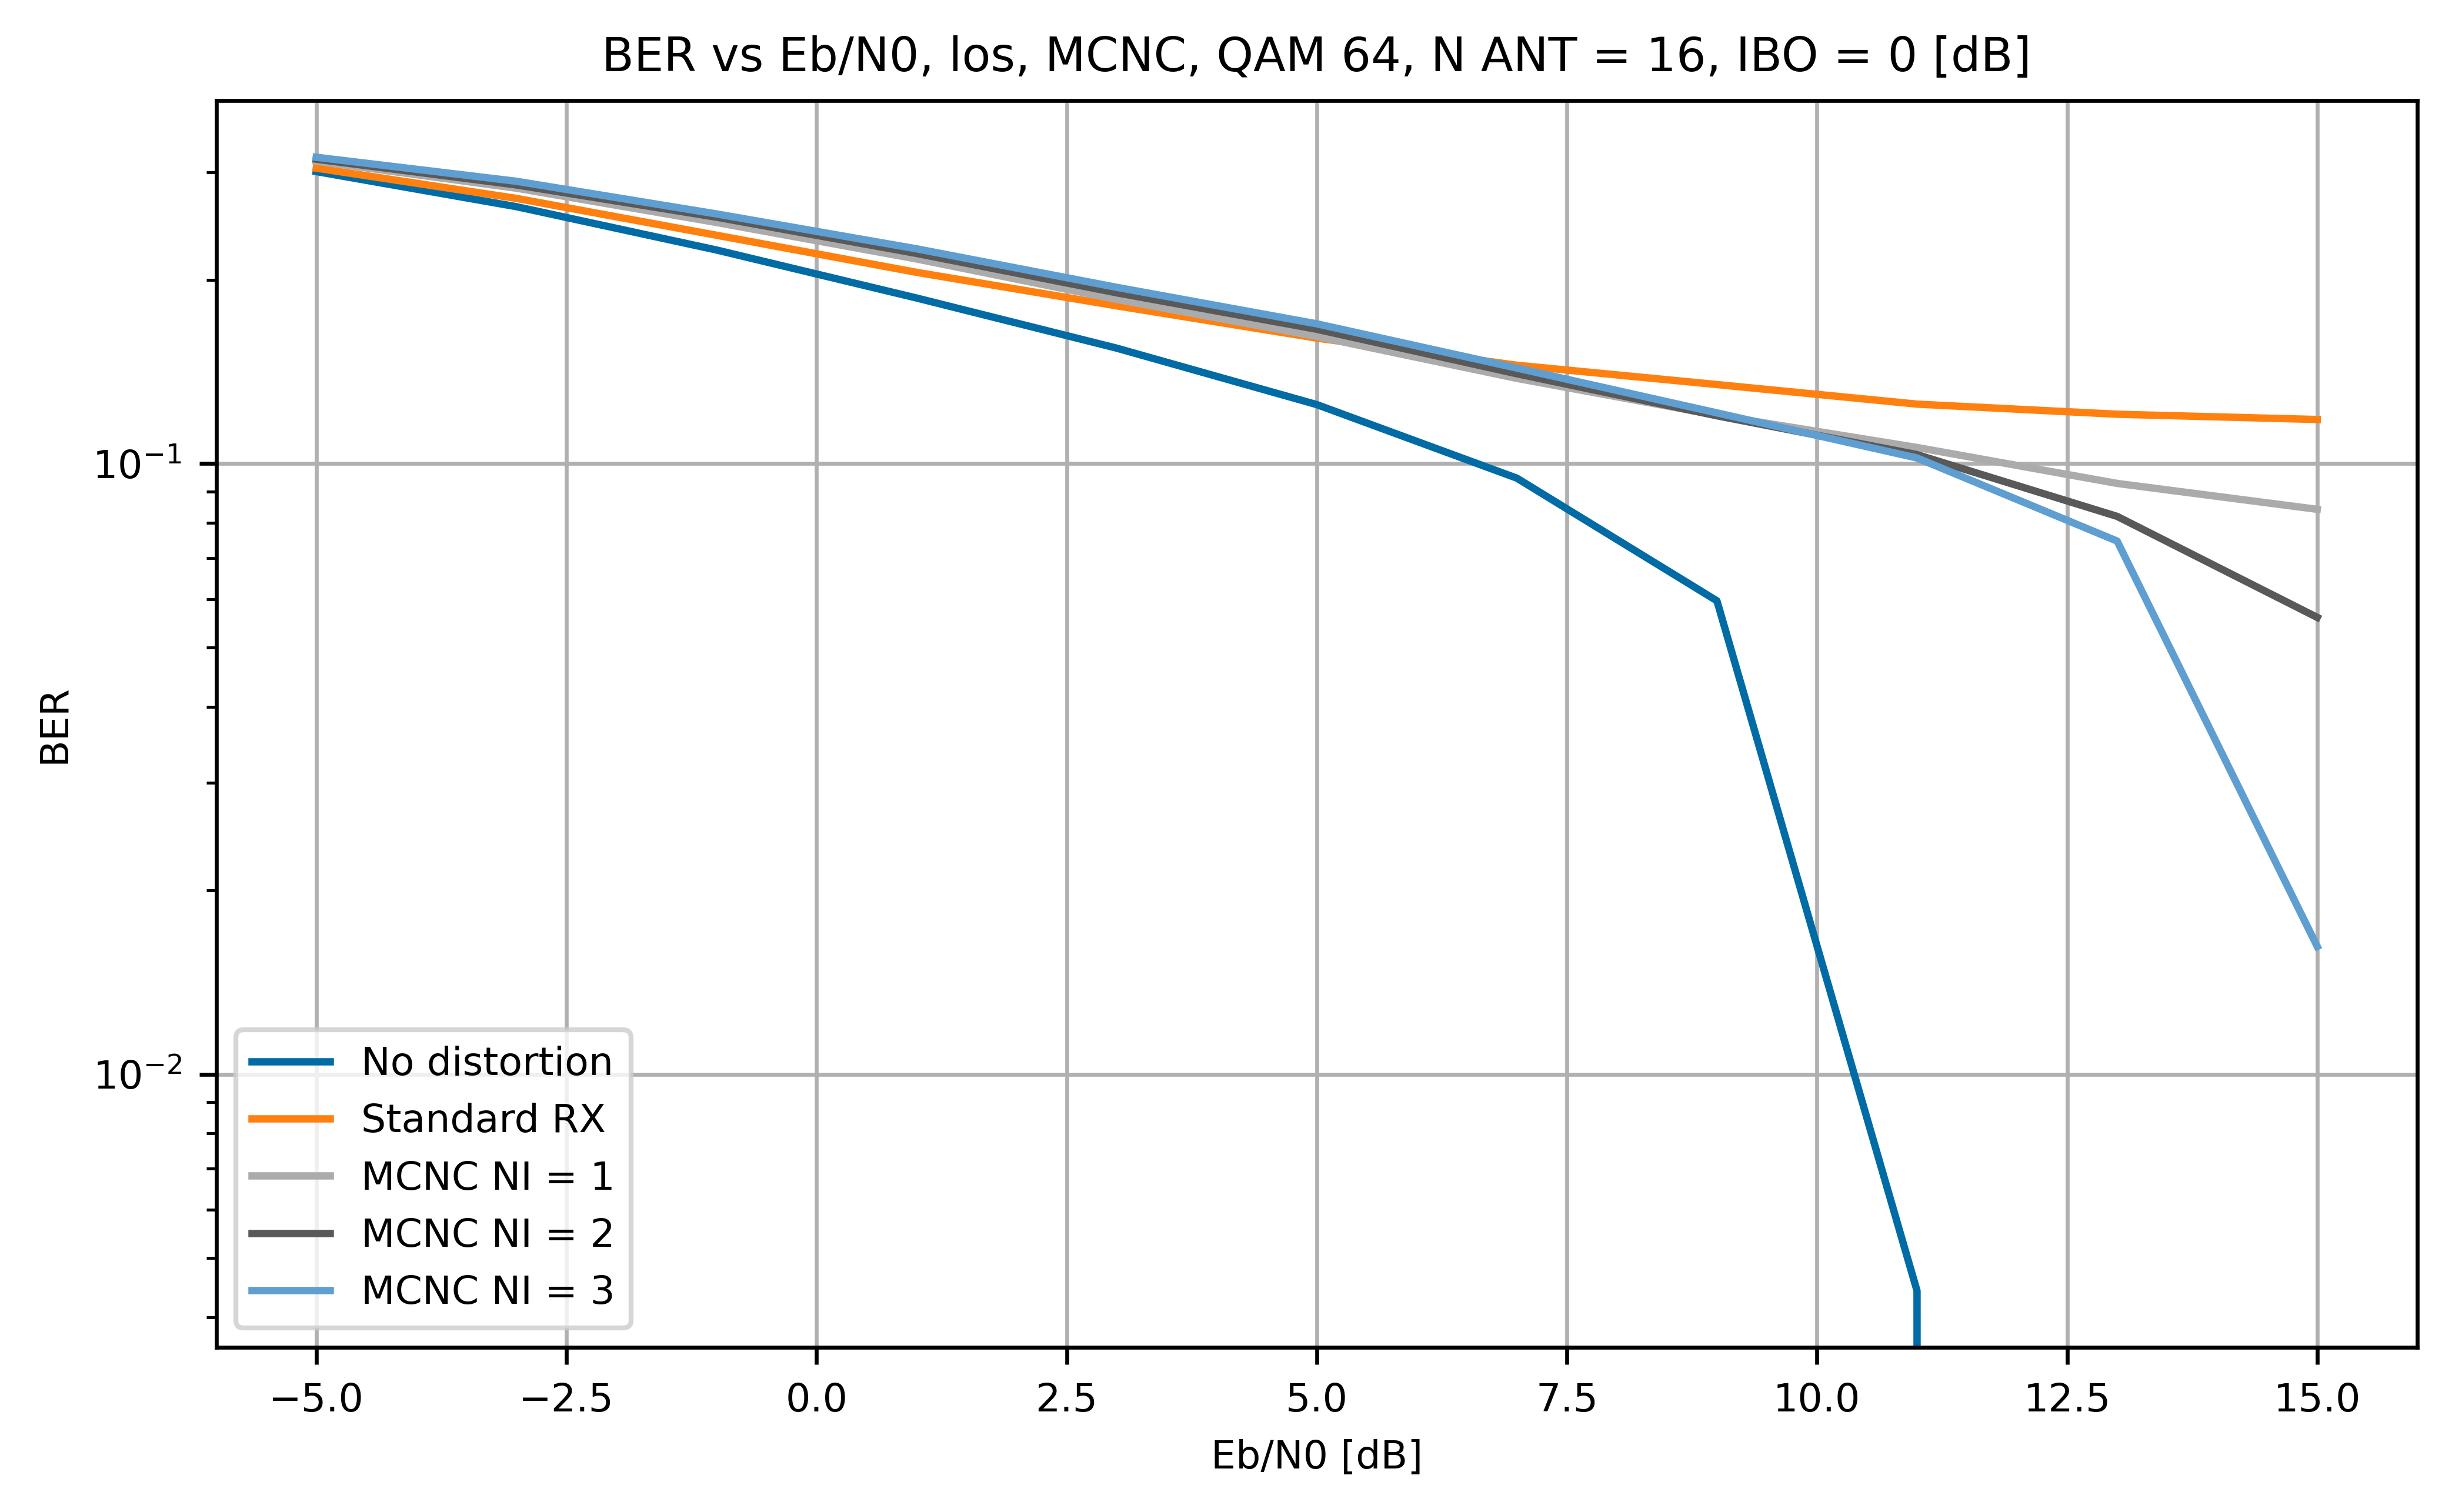 BER vs Eb/N0, los, MCNC, QAM 64, N ANT = 16, IBO = 0 [dB]
BER
10⁻¹
10⁻²
No distortion
Standard RX
MCNC NI = 1
MCNC NI = 2
MCNC NI = 3
−5.0 −2.5 0.0 2.5 5.0 7.5 10.0 12.5 15.0
Eb/N0 [dB]